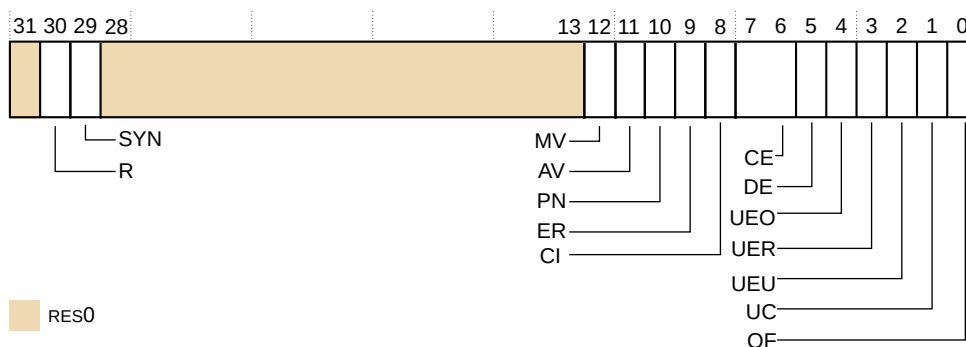 31 30 29 28 13 12 11 10 9 8 7 6 5 4 3 2 1 0
SYN
R
MV
AV
PN
ER
CI
CE
DE
UEO
UER
UEU
UC
OF
RES0